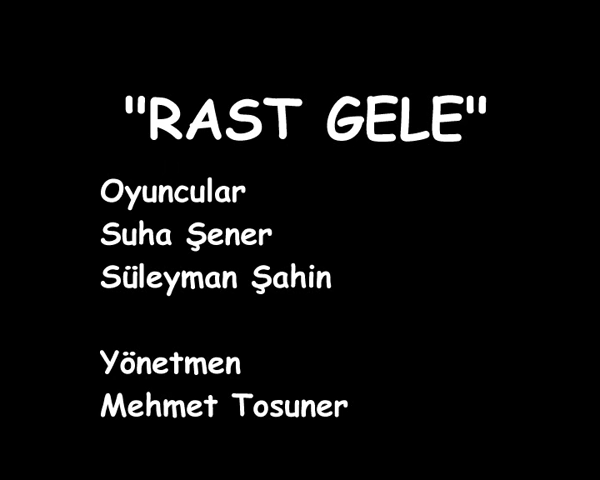 "RAST GELE"
Oyuncular
Suha Şener
Süleyman Şahin
Yönetmen
Mehmet Tosuner